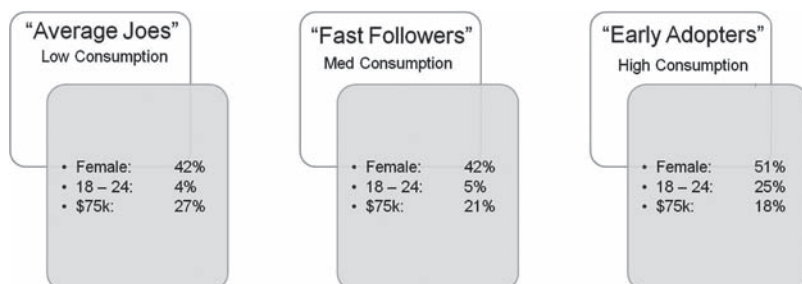 “Average Joes”
Low Consumption
• Female: 42%
• 18 – 24: 4%
• $75k: 27%
“Fast Followers”
Med Consumption
• Female: 42%
• 18 – 24: 5%
• $75k: 21%
“Early Adopters”
High Consumption
• Female: 51%
• 18 – 24: 25%
• $75k: 18%